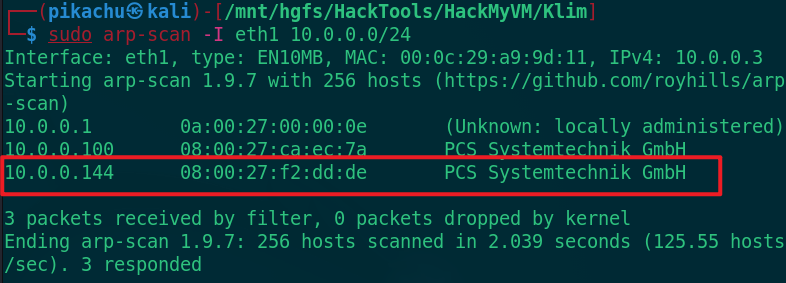 ┌──(pikachu㉿kali)-[/mnt/hgfs/HackTools/HackMyVM/Klim]
└─$ sudo arp-scan -I eth1 10.0.0.0/24
Interface: eth1, type: EN10MB, MAC: 00:0c:29:a9:9d:11, IPv4: 10.0.0.3
Starting arp-scan 1.9.7 with 256 hosts (https://github.com/royhills/arp
-scan)
10.0.0.1 0a:00:27:00:00:0e (Unknown: locally administered)
10.0.0.100 08:00:27:ca:ec:7a PCS Systemtechnik GmbH
10.0.0.144 08:00:27:f2:dd:de PCS Systemtechnik GmbH
3 packets received by filter, 0 packets dropped by kernel
Ending arp-scan 1.9.7: 256 hosts scanned in 2.039 seconds (125.55 hosts
/sec). 3 responded